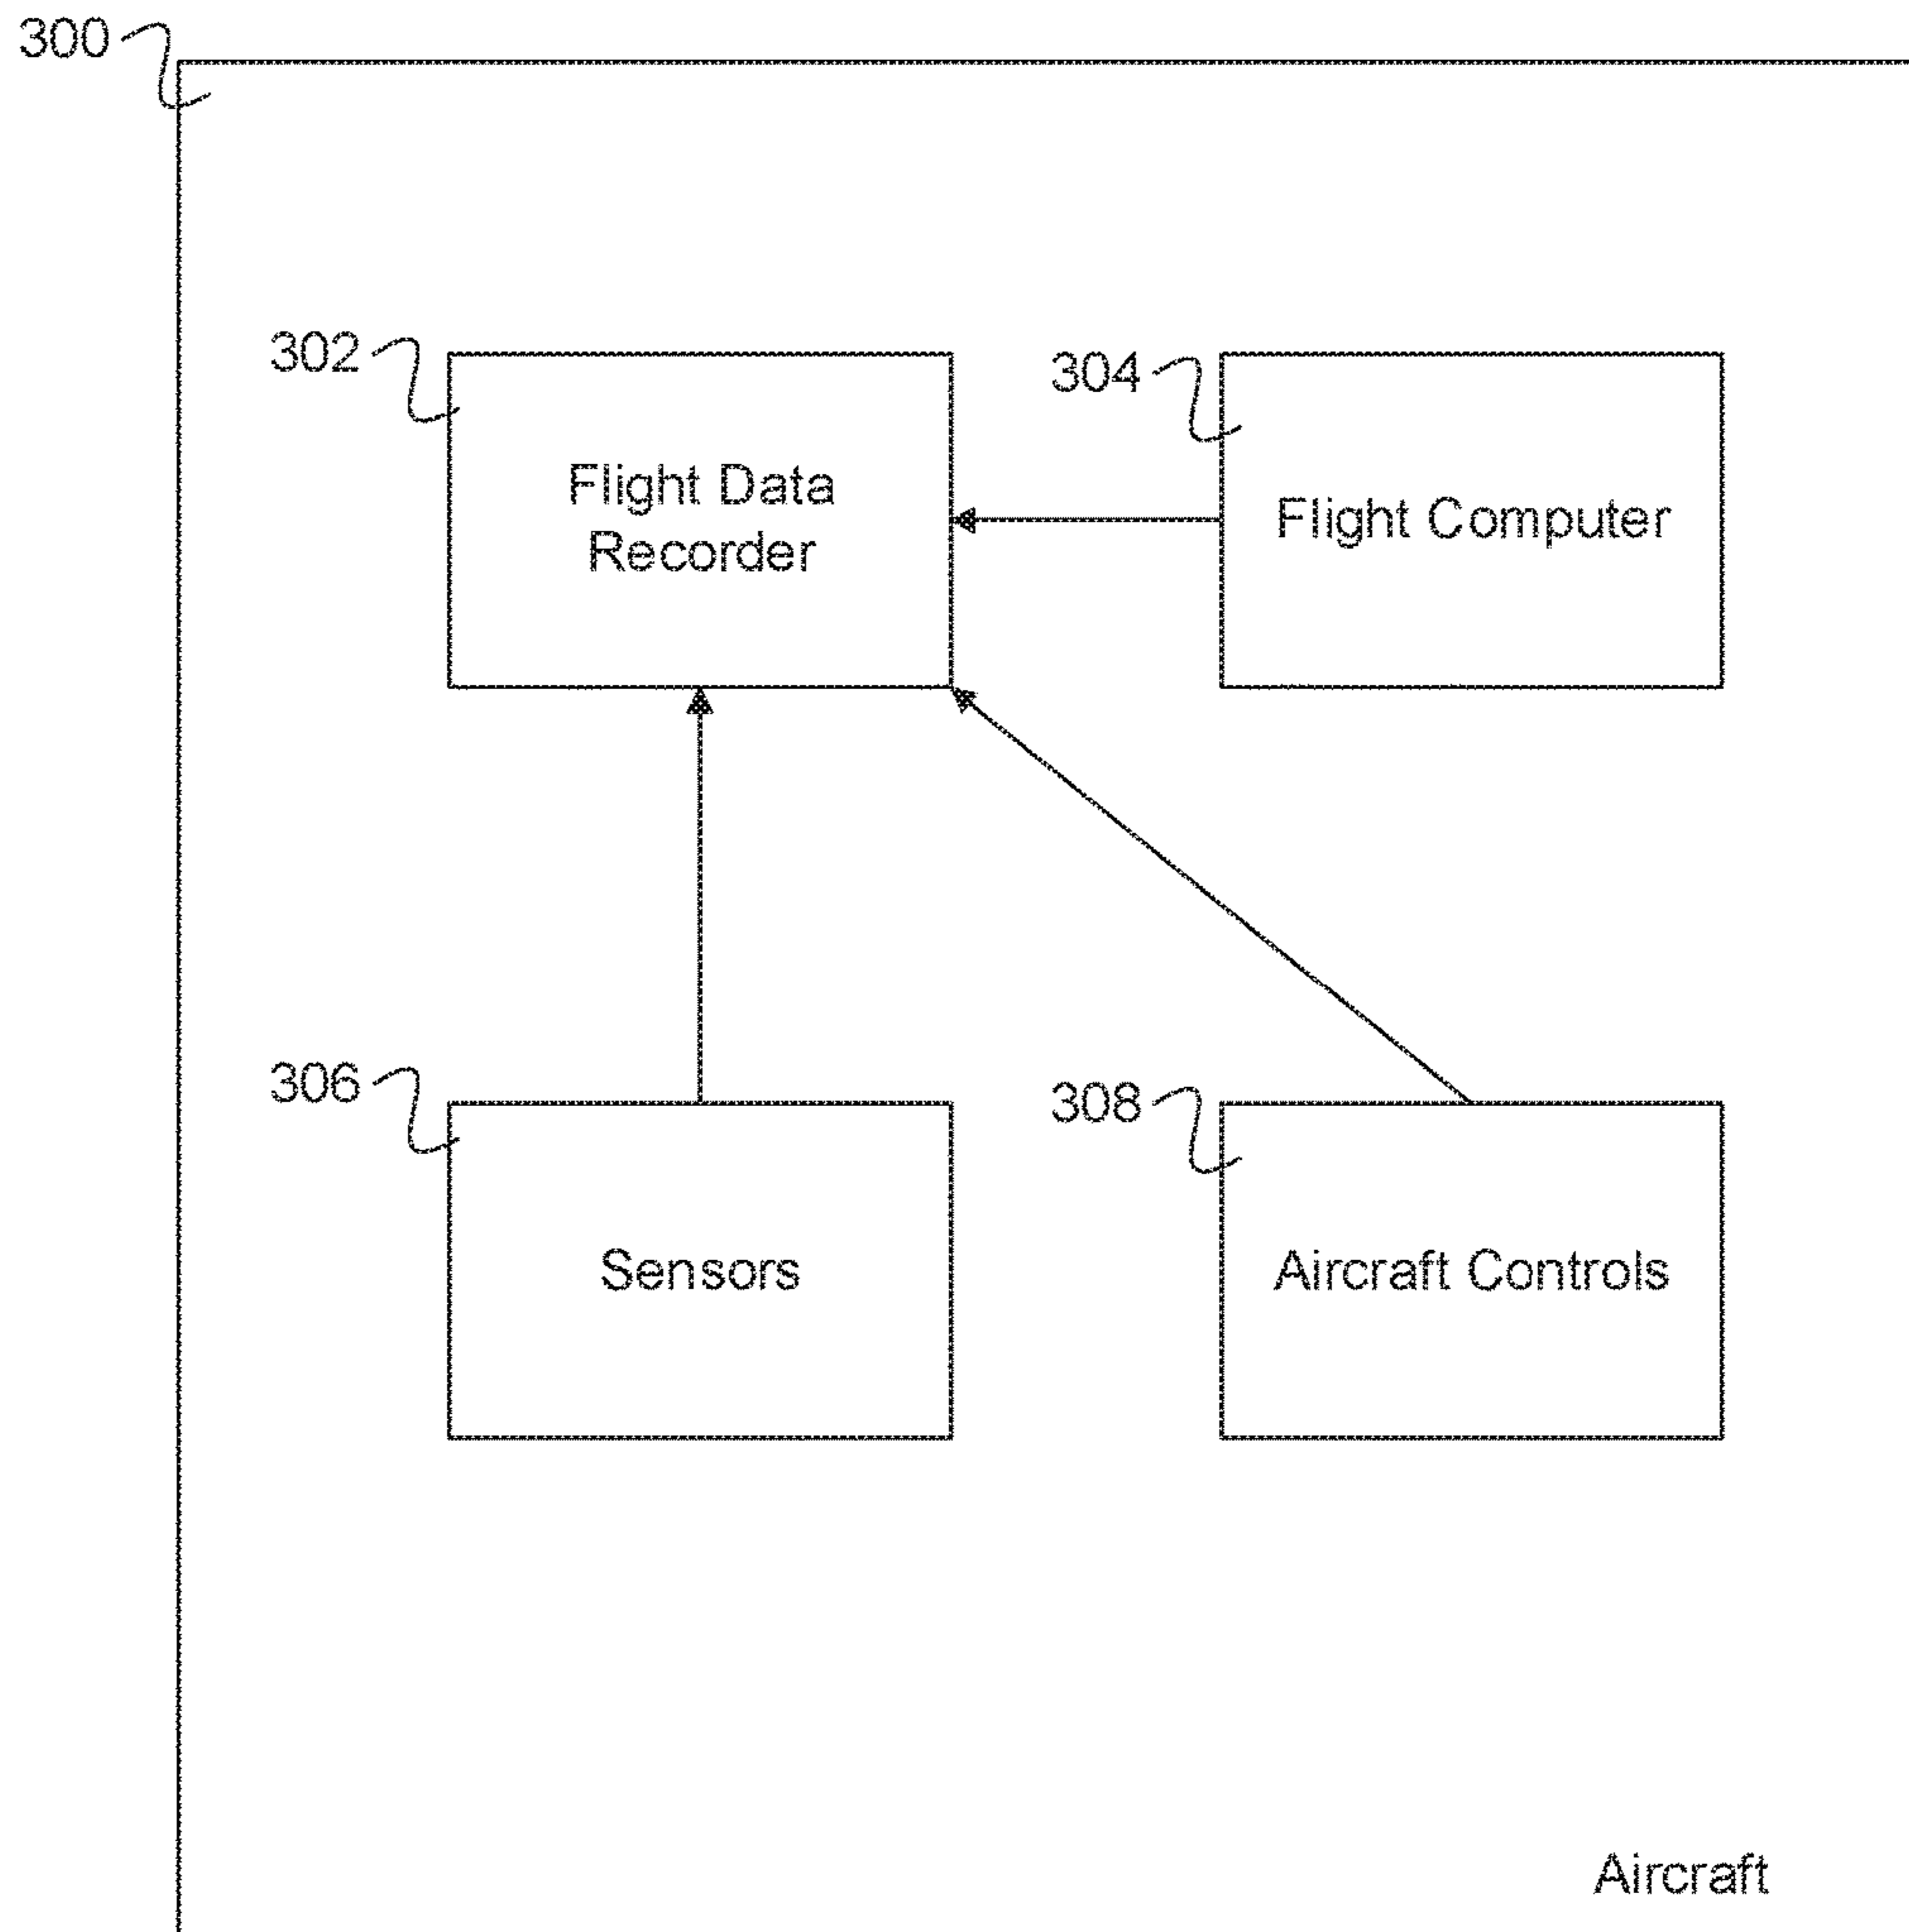 300
302
Flight Data
Recorder
304
Flight Computer
306
Sensors
308
Aircraft Controls
Aircraft